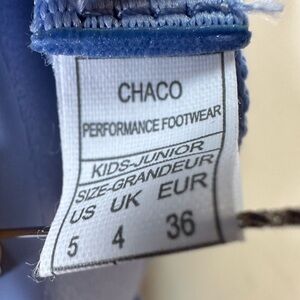 CHACO
PERFORMANCE FOOTWEAR
KIDS-JUNIOR
SIZE-GRANDEUR
US UK EUR
5 4 36